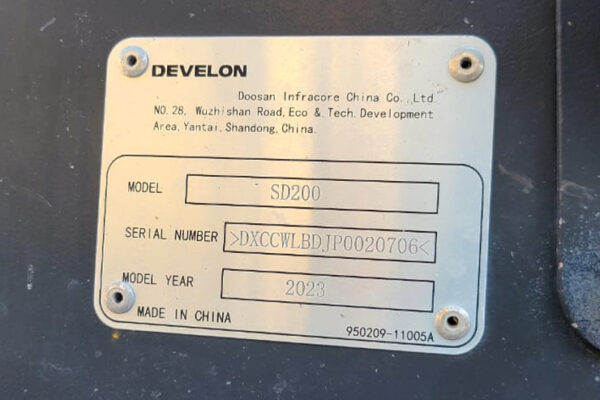 DEVELON
Doosan Infracore China Co.,Ltd.
NO.28, Wuzhishan Road, Eco & Tech. Development
Area, Yantai, Shandong, China.
MODEL SD200
SERIAL NUMBER >DXCCWLBDJP0020706<
MODEL YEAR 2023
MADE IN CHINA 950209-11005A